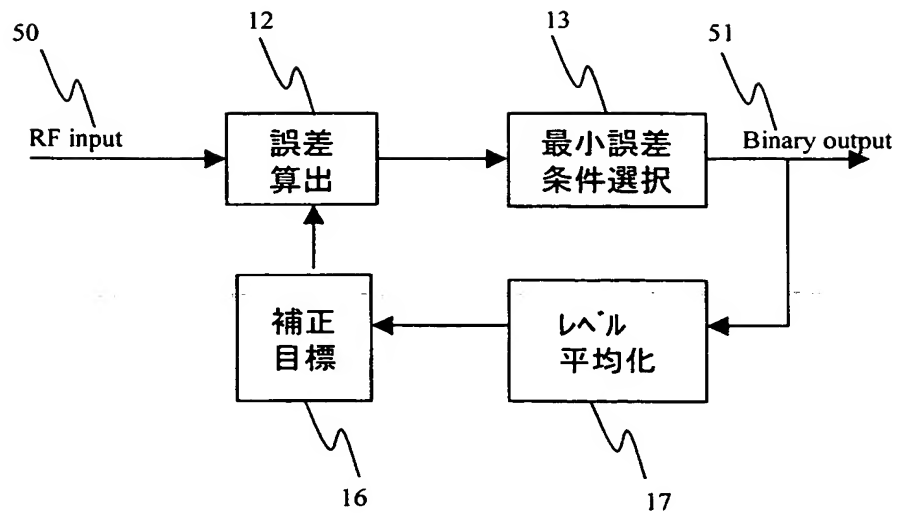 12
13
51
50
RF input
誤差
算出
最小誤差
条件選択
Binary output
補正
目標
レベル
平均化
16
17